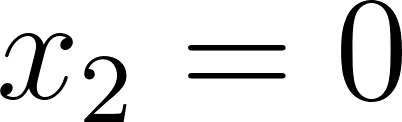 x₂ = 0